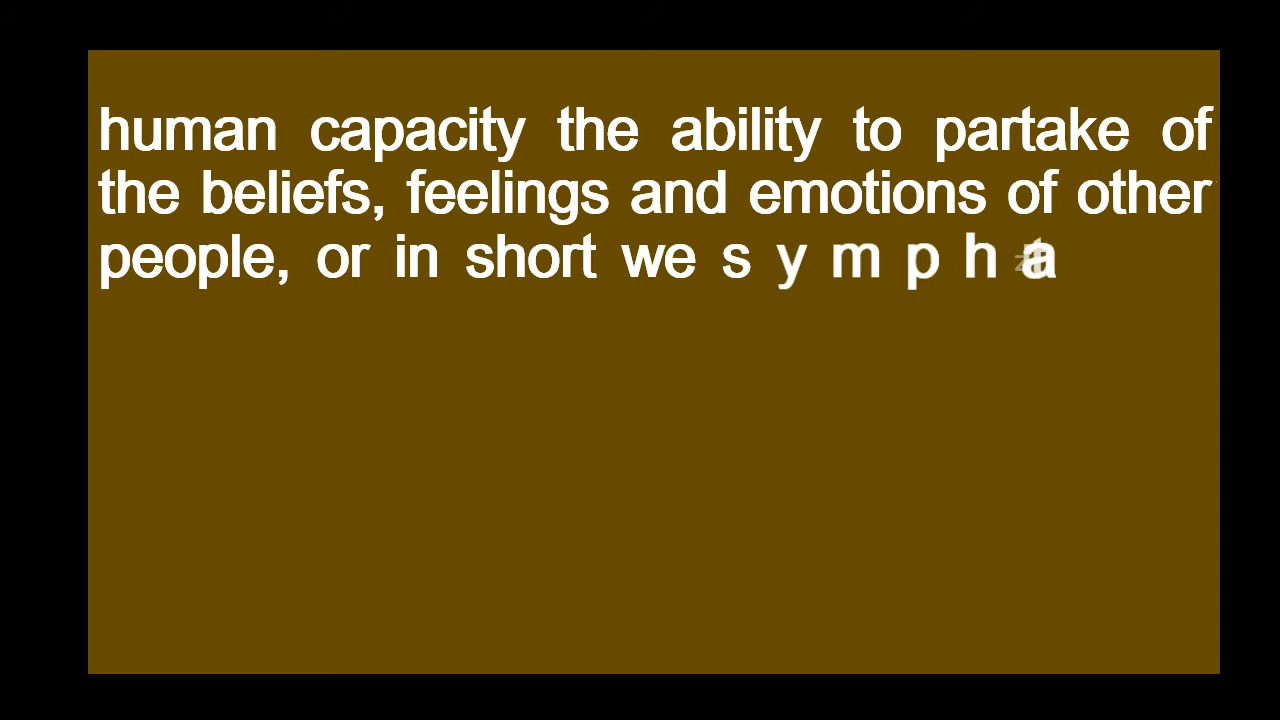 human capacity the ability to partake of
the beliefs, feelings and emotions of other
people, or in short we s y m p h a